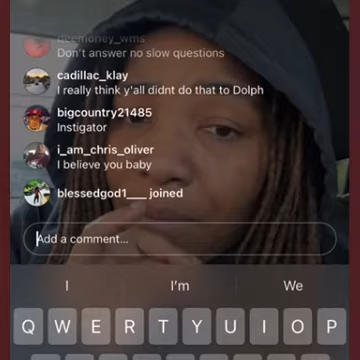 Don't answer no slow questions
cadillac_klay
I really think y'all didnt do that to Dolph
bigcountry21485
Instigator
i_am_chris_oliver
I believe you baby
blessedgod1___ joined
Add a comment...
I
I'm
We
Q W E R T Y U I O P